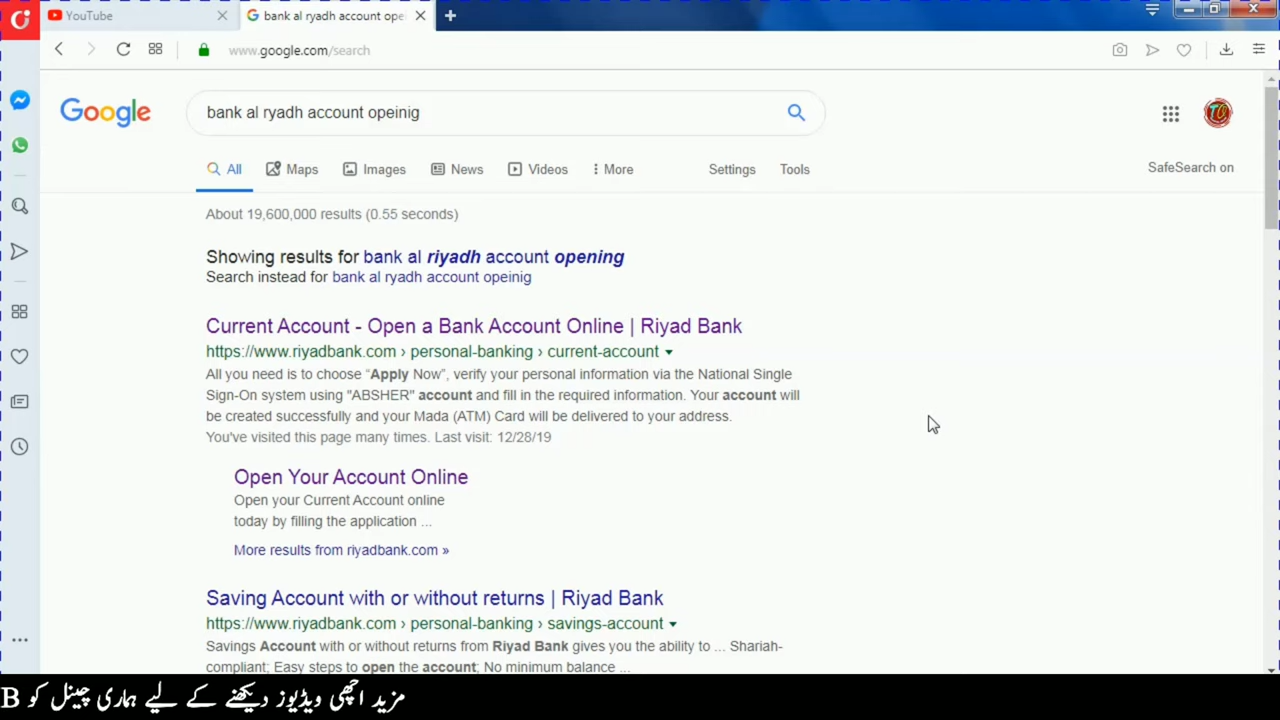 YouTube
bank al ryadh account ope
www.google.com/search
Google
bank al ryadh account opeinig
All Maps Images News Videos More Settings Tools
SafeSearch on
About 19,600,000 results (0.55 seconds)
Showing results for bank al riyadh account opening
Search instead for bank al ryadh account opeinig
Current Account - Open a Bank Account Online | Riyad Bank
https://www.riyadbank.com › personal-banking › current-account
All you need is to choose “Apply Now”, verify your personal information via the National Single
Sign-On system using "ABSHER" account and fill in the required information. Your account will
be created successfully and your Mada (ATM) Card will be delivered to your address.
You've visited this page many times. Last visit: 12/28/19
Open Your Account Online
Open your Current Account online
today by filling the application ...
More results from riyadbank.com »
Saving Account with or without returns | Riyad Bank
https://www.riyadbank.com › personal-banking › savings-account
Savings Account with or without returns from Riyad Bank gives you the ability to ... Shariah-
compliant; Easy steps to open the account; No minimum balance ...
مزید اچھی ویڈیوز دیکھنے کے لیے ہماری چینل کو B